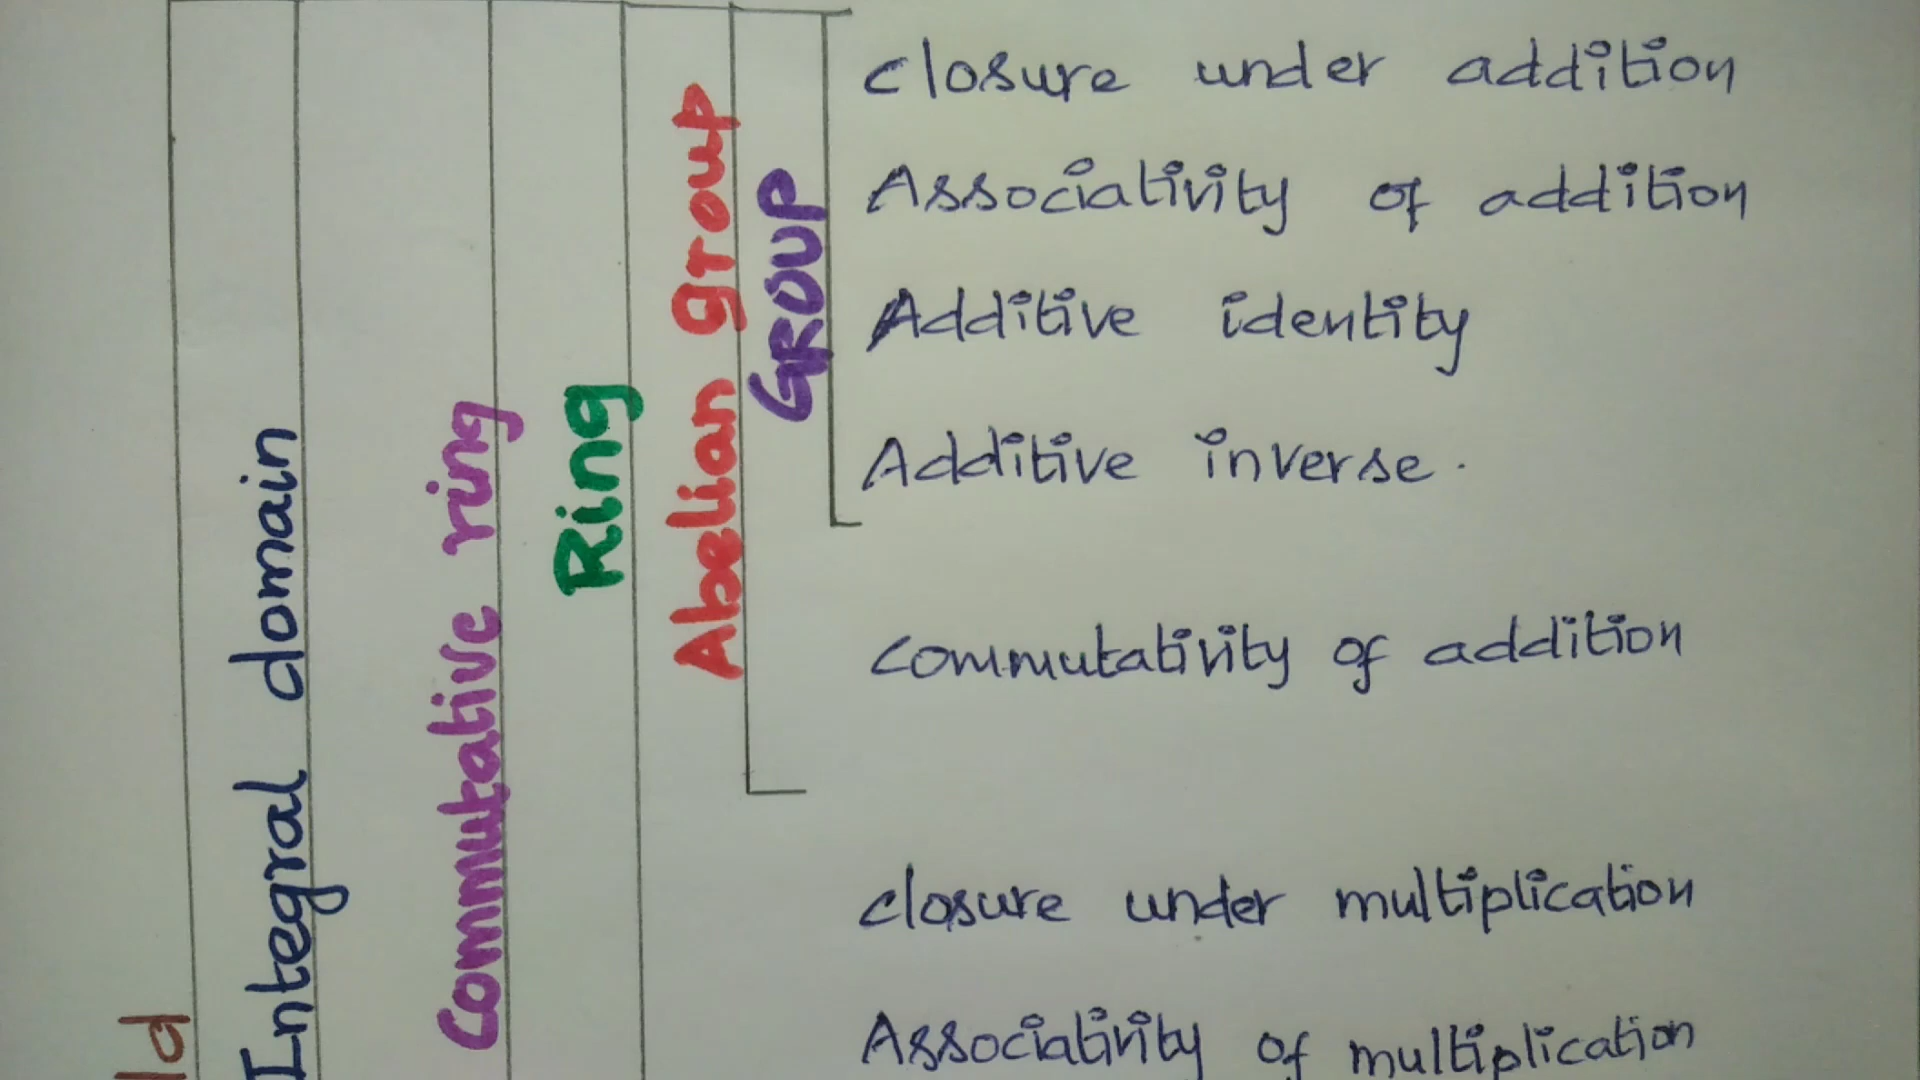 closure under addition
Associativity of addition
Additive identity
Additive inverse.
commutativity of addition
closure under multiplication
Associativity of multiplication
GROUP
Abelian group
Ring
Commutative ring
Integral domain
ld